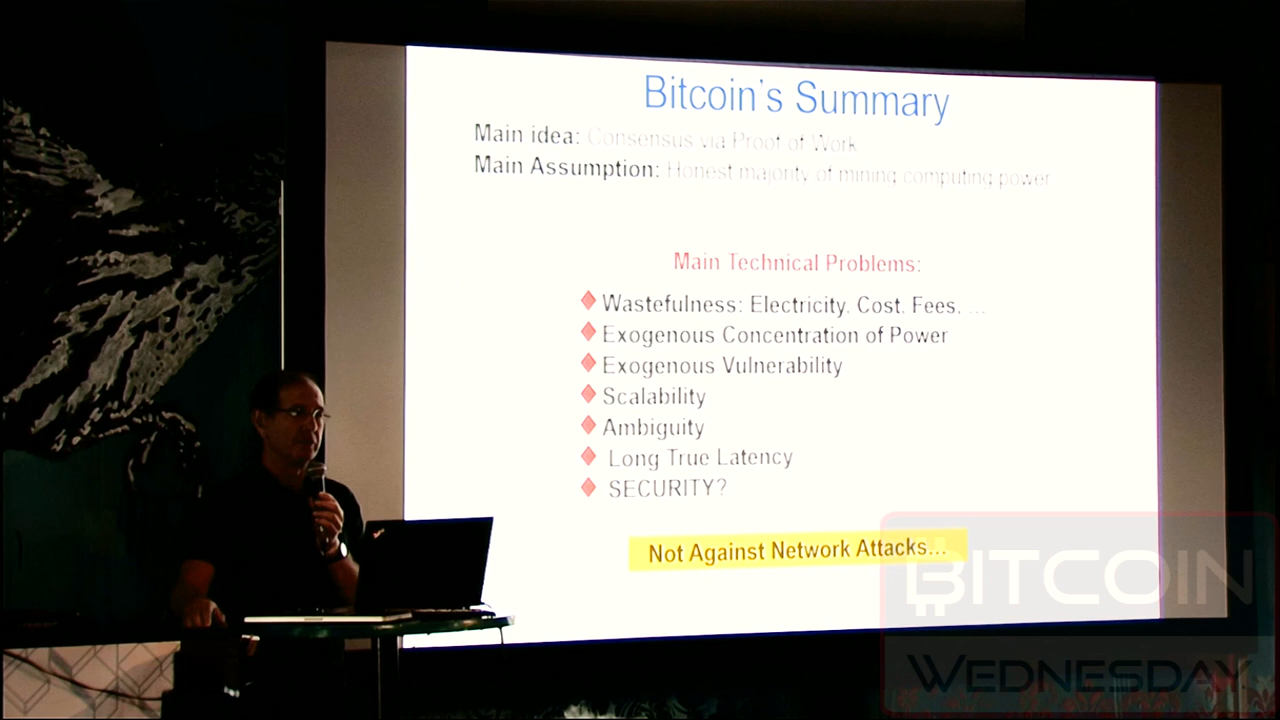 Bitcoin's Summary
Main idea: Consensus via Proof of Work
Main Assumption: Honest majority of mining computing power
Main Technical Problems:
Wastefulness: Electricity, Cost, Fees, ...
Exogenous Concentration of Power
Exogenous Vulnerability
Scalability
Ambiguity
Long True Latency
SECURITY?
Not Against Network Attacks...
BITCOIN
WEDNESDAY